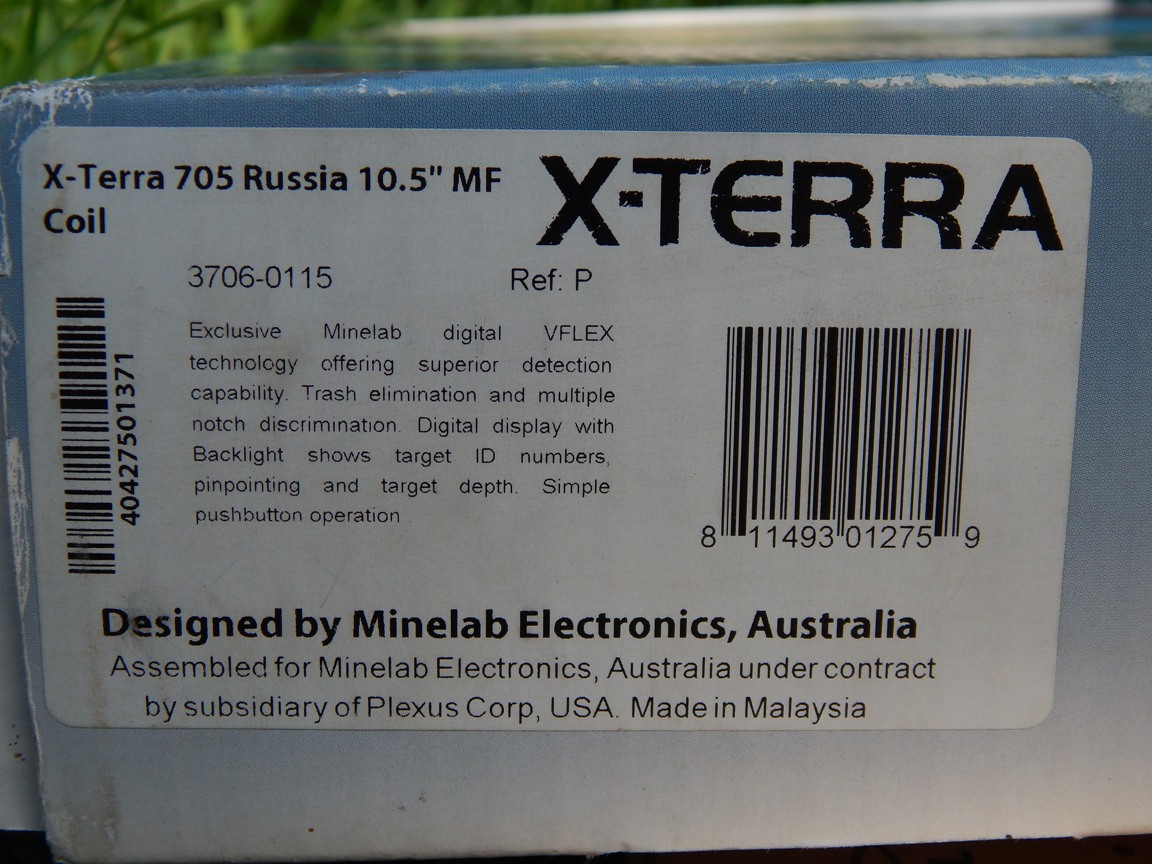 X-Terra 705 Russia 10.5" MF
Coil
X-TERRA
3706-0115
Ref: P
40427501371
Exclusive Minelab digital VFLEX
technology offering superior detection
capability. Trash elimination and multiple
notch discrimination. Digital display with
Backlight shows target ID numbers,
pinpointing and target depth. Simple
pushbutton operation
8 11493 01275 9
Designed by Minelab Electronics, Australia
Assembled for Minelab Electronics, Australia under contract
by subsidiary of Plexus Corp, USA. Made in Malaysia